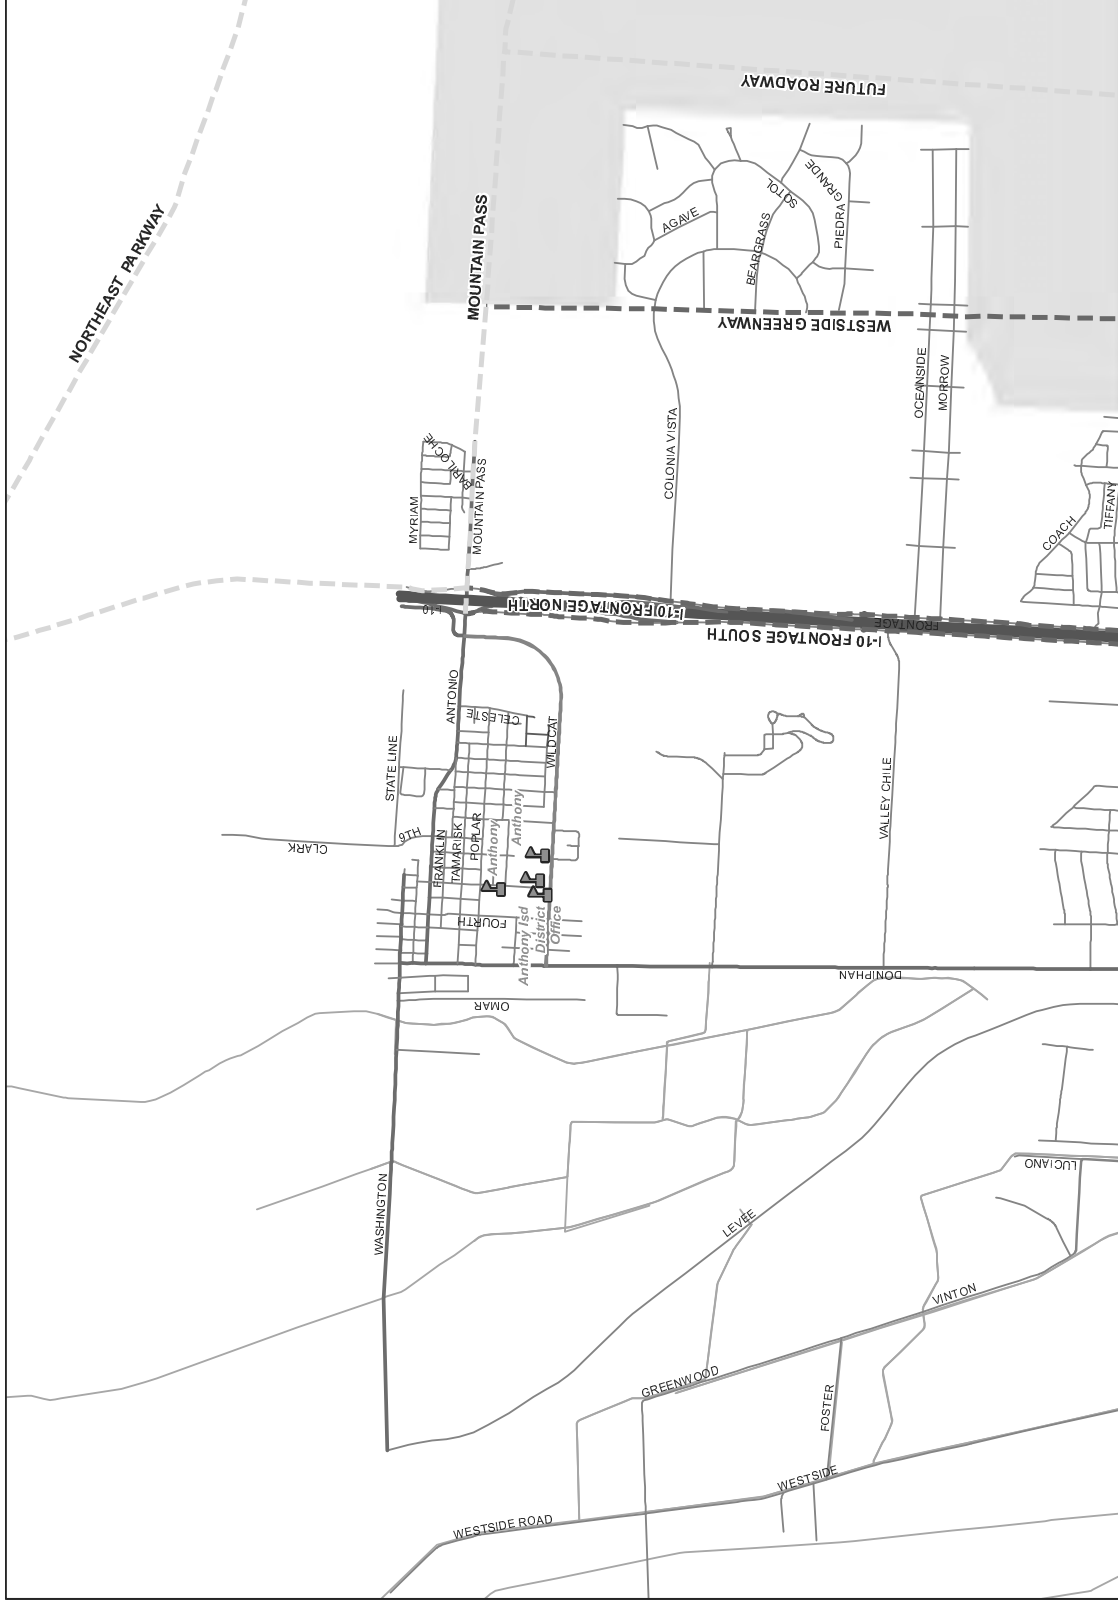 FUTURE ROADWAY
NORTHEAST PARKWAY
MOUNTAIN PASS
AGAVE
SOTOL
GRANDE
BEARGRASS
PIEDRA
WESTSIDE GREENWAY
OCEANSIDE
MORROW
COLONIA VISTA
BARILOCHE
MYRIAM
MOUNTAIN PASS
COACH
TIFFANY
I-10
I-10 FRONTAGE NORTH
FRONTAGE
I-10 FRONTAGE SOUTH
ANTONIO
CELESTE
WILDCAT
STATE LINE
VALLEY CHILE
CLARK
9TH
FRANKLIN
TAMARISK
POPLAR
Anthony
Anthony
FOURTH
Anthony Isd
District
Office
DONIPHAN
OMAR
WASHINGTON
LEVEE
LUCIANO
VINTON
GREENWOOD
FOSTER
WESTSIDE
WESTSIDE ROAD